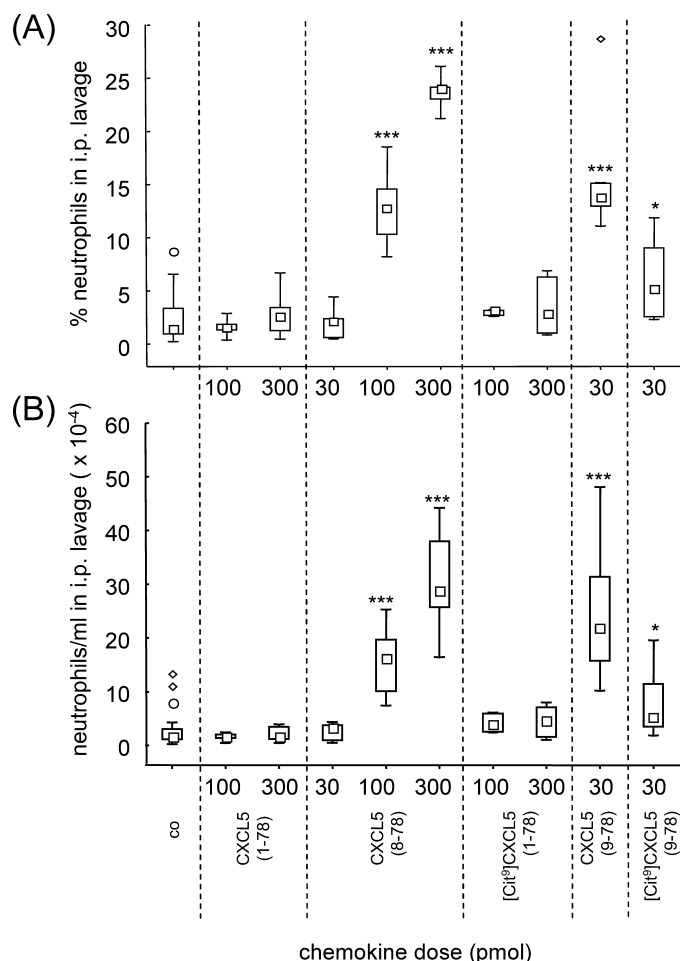 (A)
% neutrophils in i.p. lavage
30
25
20
15
10
5
0
***
***
***
*
100 300 30 100 300 100 300 30 30
(B)
neutrophils/ml in i.p. lavage ( x 10⁻⁴)
60
50
40
30
20
10
0
***
***
***
*
100 300 30 100 300 100 300 30 30
co
CXCL5
(1-78)
CXCL5
(8-78)
[Cit⁹]CXCL5
(1-78)
CXCL5
(9-78)
[Cit⁹]CXCL5
(9-78)
chemokine dose (pmol)